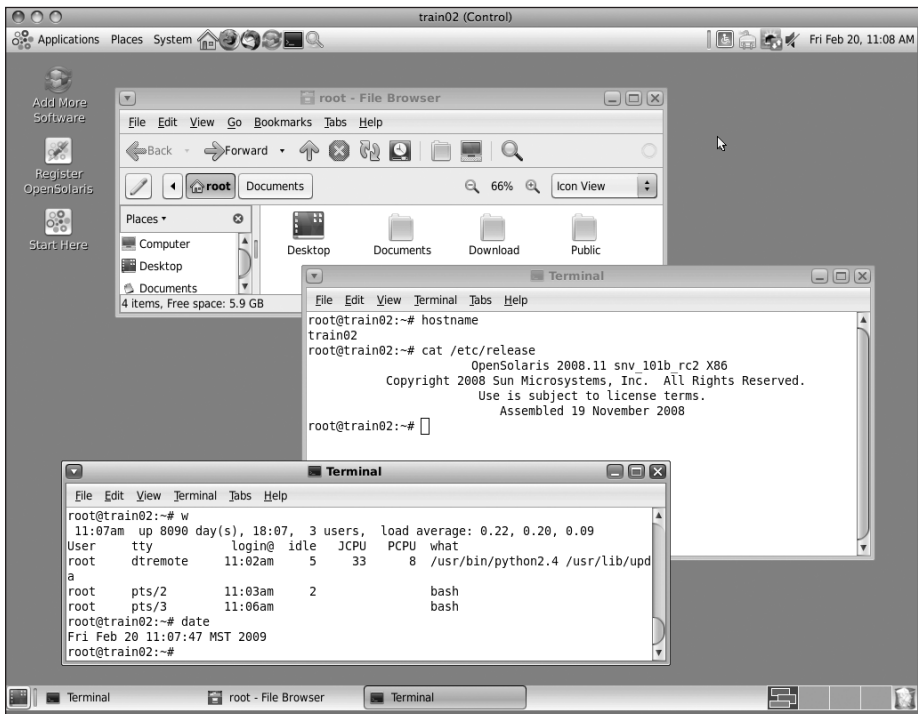 train02 (Control)
Applications Places System
Fri Feb 20, 11:08 AM
Add More
Software
Register
OpenSolaris
Start Here
root - File Browser
File Edit View Go Bookmarks Tabs Help
Back Forward
root Documents 66% Icon View
Places
Computer
Desktop
Documents
Desktop Documents Download Public
4 items, Free space: 5.9 GB
Terminal
File Edit View Terminal Tabs Help
root@train02:~# hostname
train02
root@train02:~# cat /etc/release
OpenSolaris 2008.11 snv_101b_rc2 X86
Copyright 2008 Sun Microsystems, Inc.  All Rights Reserved.
Use is subject to license terms.
Assembled 19 November 2008
root@train02:~#
Terminal
File Edit View Terminal Tabs Help
root@train02:~# w
11:07am  up 8090 day(s), 18:07,  3 users,  load average: 0.22, 0.20, 0.09
User     tty           login@  idle   JCPU   PCPU  what
root     dtremote      11:02am     5     33      8  /usr/bin/python2.4 /usr/lib/upd
a
root     pts/2         11:03am     2                bash
root     pts/3         11:06am                      bash
root@train02:~# date
Fri Feb 20 11:07:47 MST 2009
root@train02:~#
Terminal
root - File Browser
Terminal